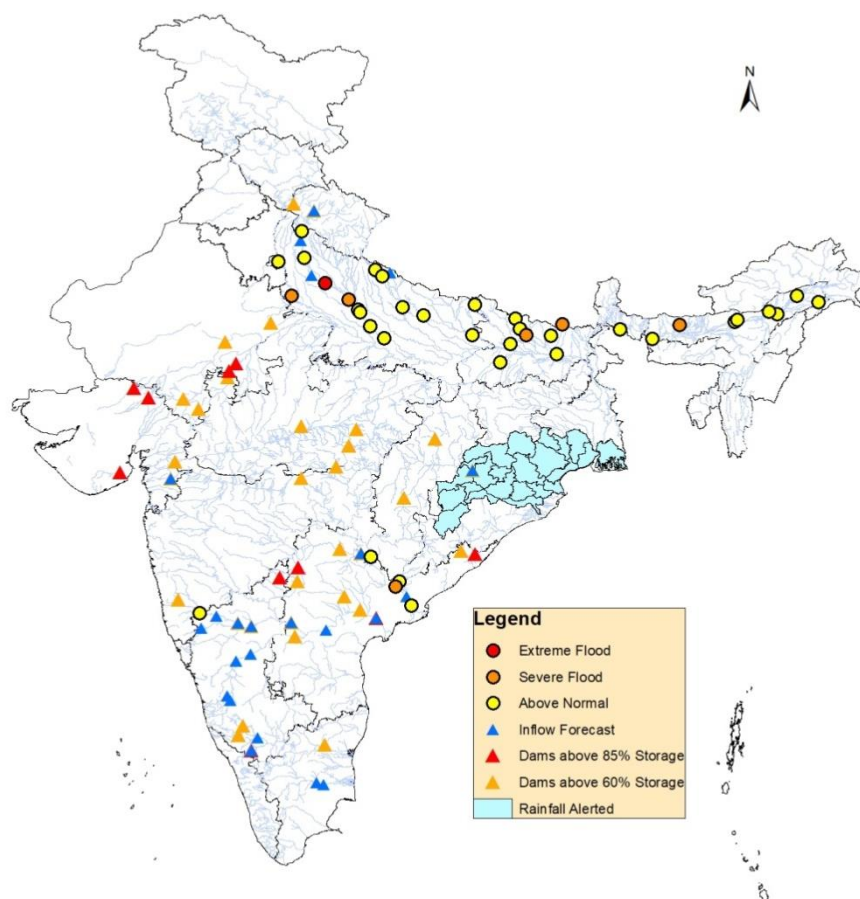 N
Legend
Extreme Flood
Severe Flood
Above Normal
Inflow Forecast
Dams above 85% Storage
Dams above 60% Storage
Rainfall Alerted